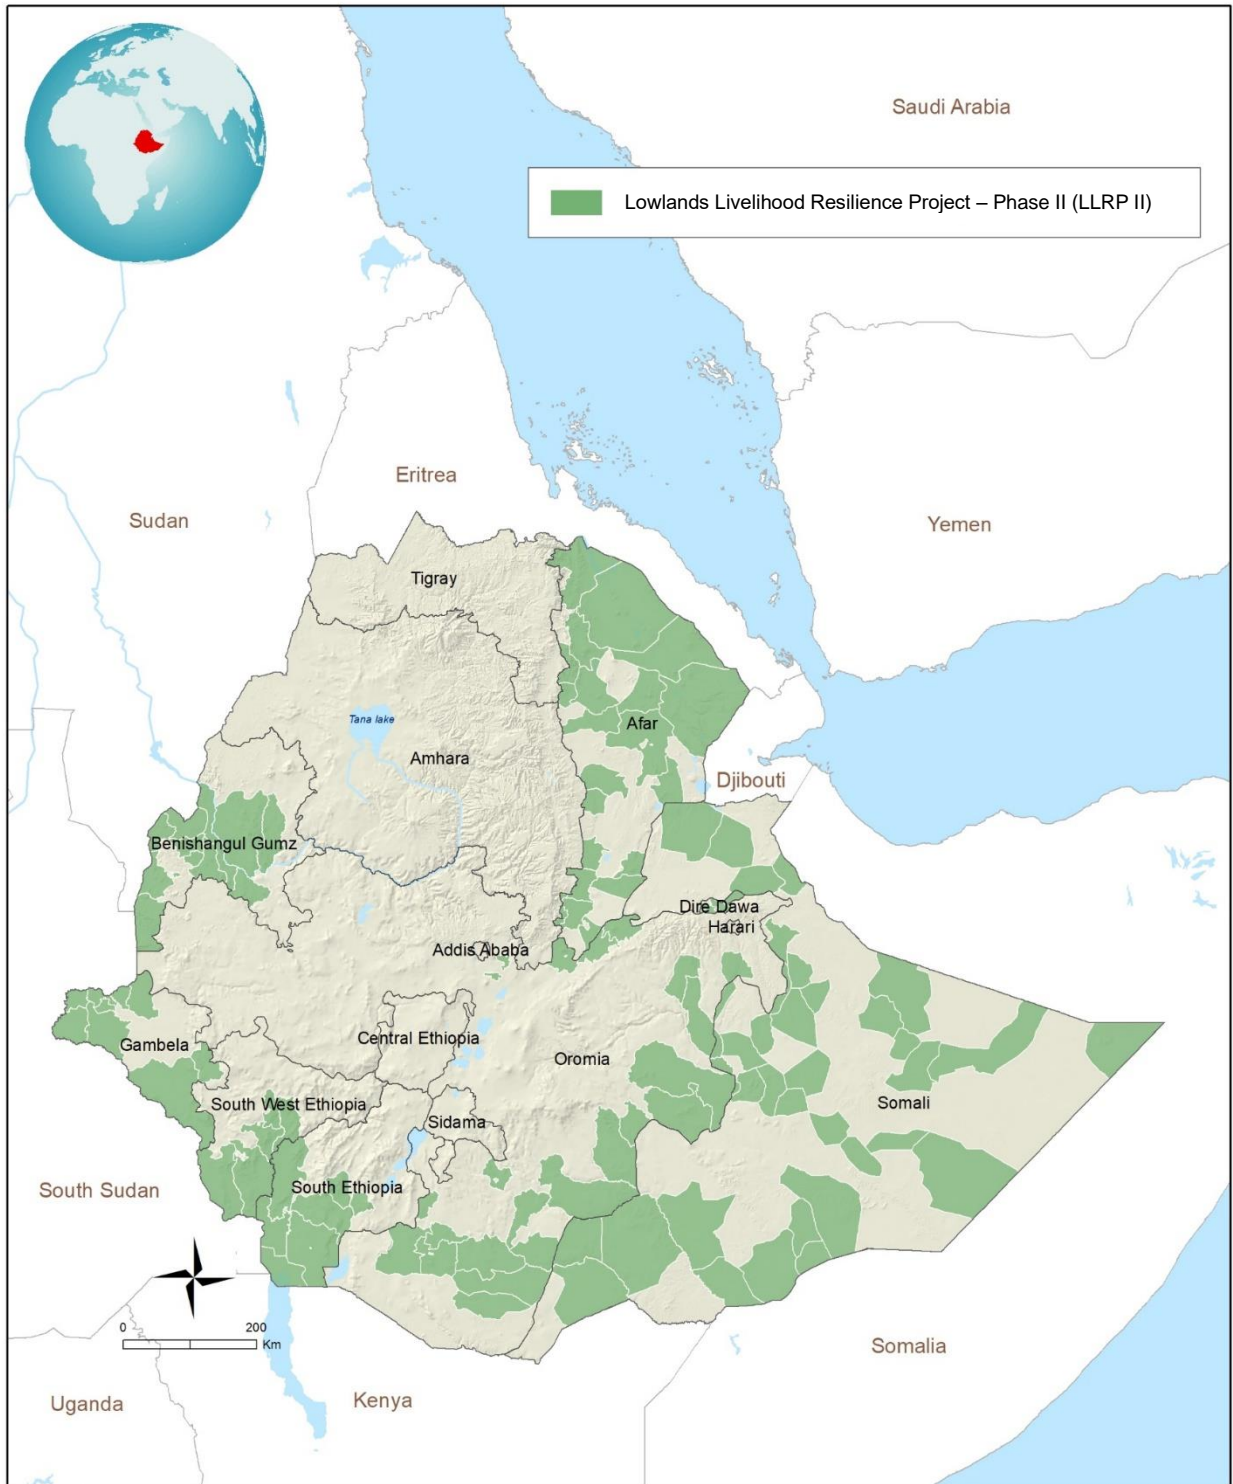 Saudi Arabia
Lowlands Livelihood Resilience Project – Phase II (LLRP II)
Eritrea
Sudan
Yemen
Tigray
Tana lake
Afar
Amhara
Djibouti
Benishangul Gumz
Dire Dawa
Harari
Addis Ababa
Central Ethiopia
Gambela
Oromia
South West Ethiopia
Somali
Sidama
South Ethiopia
South Sudan
0 200
Km
Somalia
Uganda
Kenya